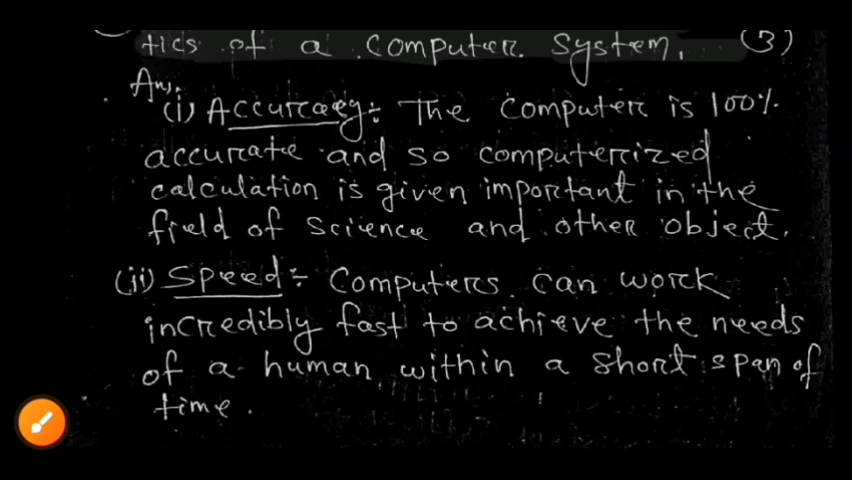 tics of a computer system. (3)
Ans.
(i) Accuracy:- The computer is 100%
accurate and so computerized
calculation is given important in the
field of science and other object.
(ii) Speed:- Computers can work
incredibly fast to achieve the needs
of a human within a short span of
time.